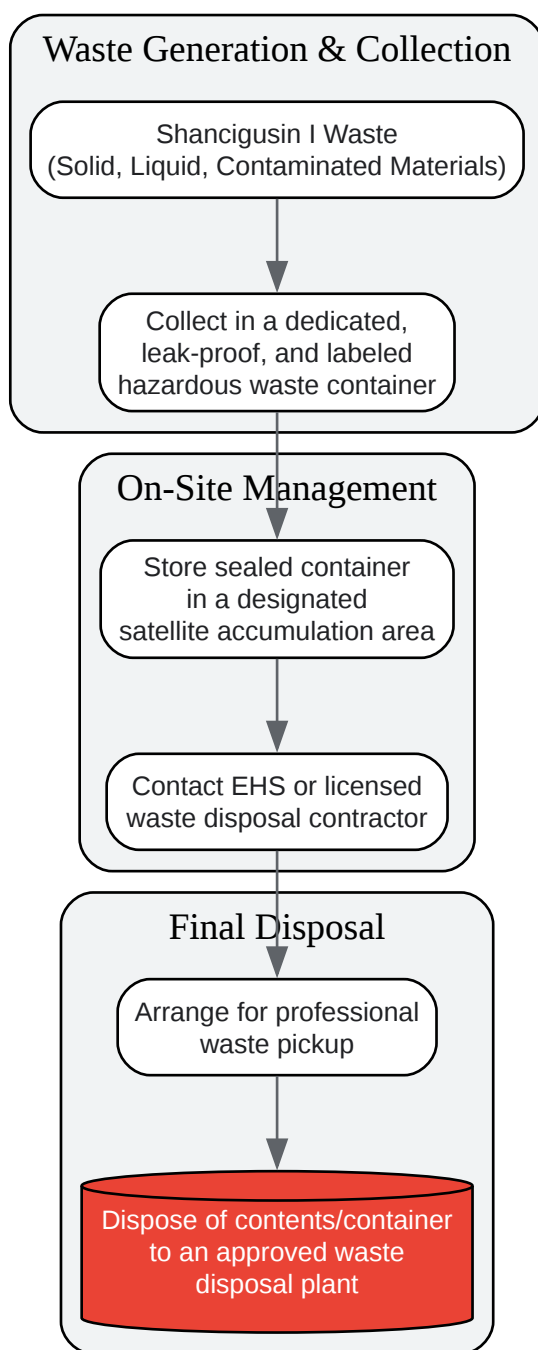 Waste Generation & Collection
Shancigusin I Waste
(Solid, Liquid, Contaminated Materials)
Collect in a dedicated,
leak-proof, and labeled
hazardous waste container
On-Site Management
Store sealed container
in a designated
satellite accumulation area
Contact EHS or licensed
waste disposal contractor
Final Disposal
Arrange for professional
waste pickup
Dispose of contents/container
to an approved waste
disposal plant